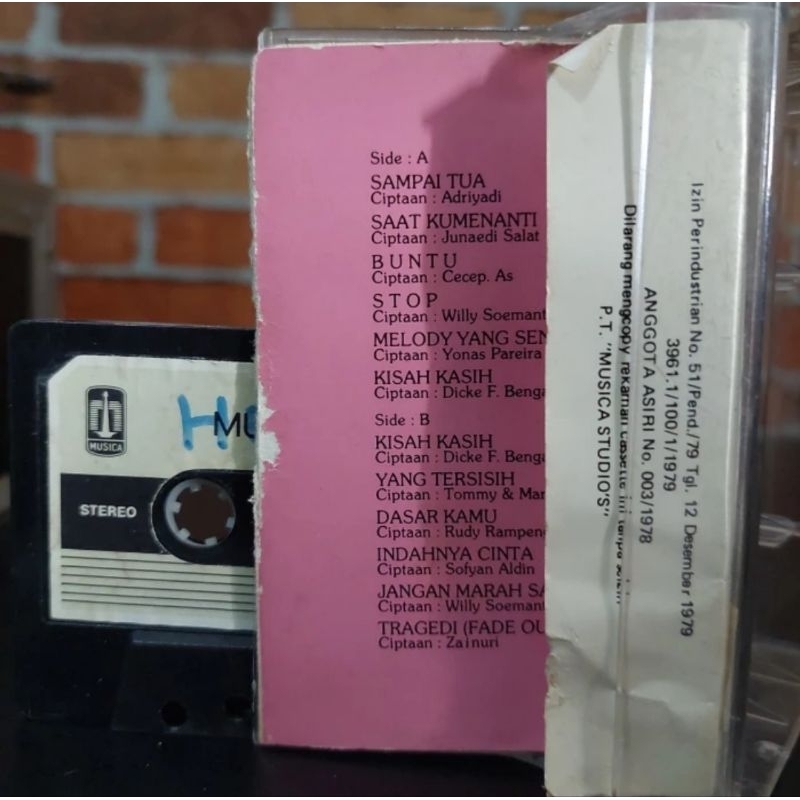 Side : A
SAMPAI TUA
Ciptaan : Adriyadi
SAAT KUMENANTI
Ciptaan : Junaedi Salat
BUNTU
Ciptaan : Cecep. As
STOP
Ciptaan : Willy Soemant
MELODY YANG SEN
Ciptaan : Yonas Pareira
KISAH KASIH
Ciptaan : Dicke F. Benga
Side : B
KISAH KASIH
Ciptaan : Dicke F. Benga
YANG TERSISIH
Ciptaan : Tommy & Mar
DASAR KAMU
Ciptaan : Rudy Rampen
INDAHNYA CINTA
Ciptaan : Sofyan Aldin
JANGAN MARAH SA
Ciptaan : Willy Soemant
TRAGEDI (FADE OU
Ciptaan : Zainuri
Izin Perindustrian No. 51/Pend./79 Tgl. 12 Desember 1979
3961.1/100/1/1979
ANGGOTA ASIRI No. 003/1978
Dilarang mengcopy rekaman cassette ini tanpa
P.T. "MUSICA STUDIO'S"
MUSICA
STEREO